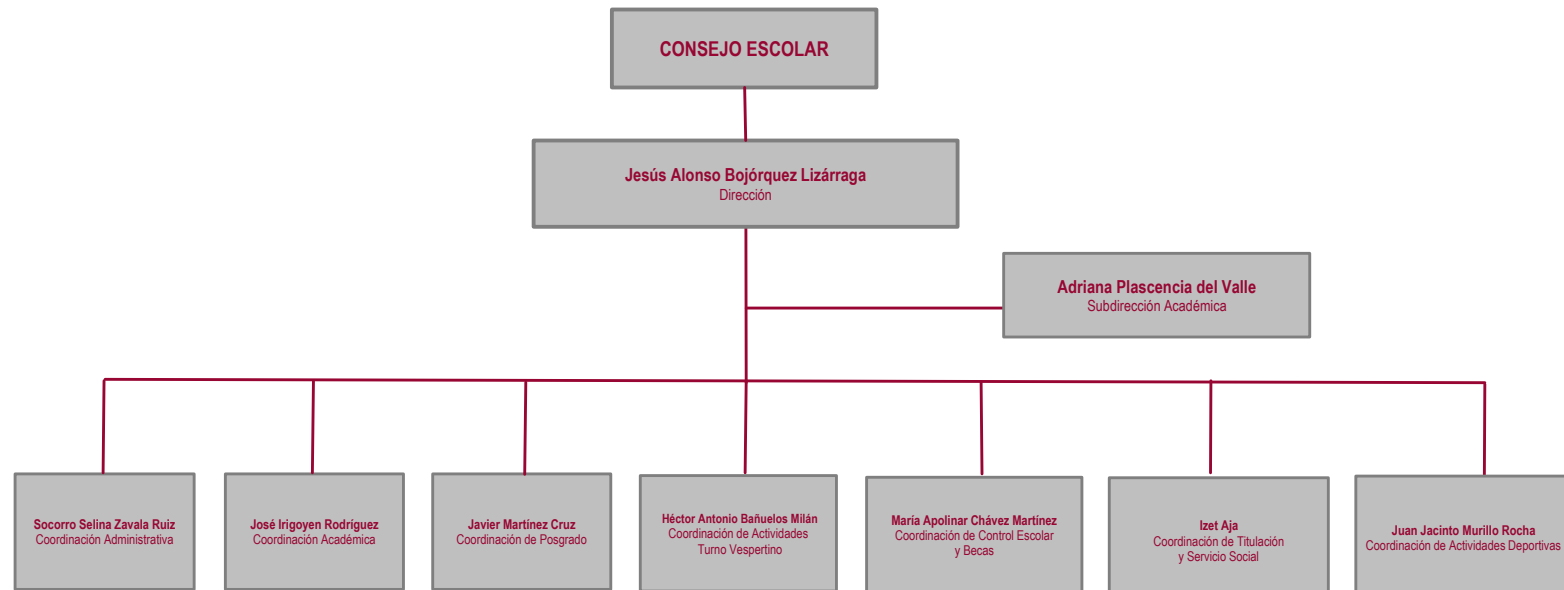 CONSEJO ESCOLAR
Jesús Alonso Bojórquez Lizárraga
Dirección
Adriana Plascencia del Valle
Subdirección Académica
Socorro Selina Zavala Ruiz
Coordinación Administrativa
José Irigoyen Rodríguez
Coordinación Académica
Javier Martínez Cruz
Coordinación de Posgrado
Héctor Antonio Bañuelos Milán
Coordinación de Actividades
Turno Vespertino
María Apolinar Chávez Martínez
Coordinación de Control Escolar
y Becas
Izet Aja
Coordinación de Titulación
y Servicio Social
Juan Jacinto Murillo Rocha
Coordinación de Actividades Deportivas